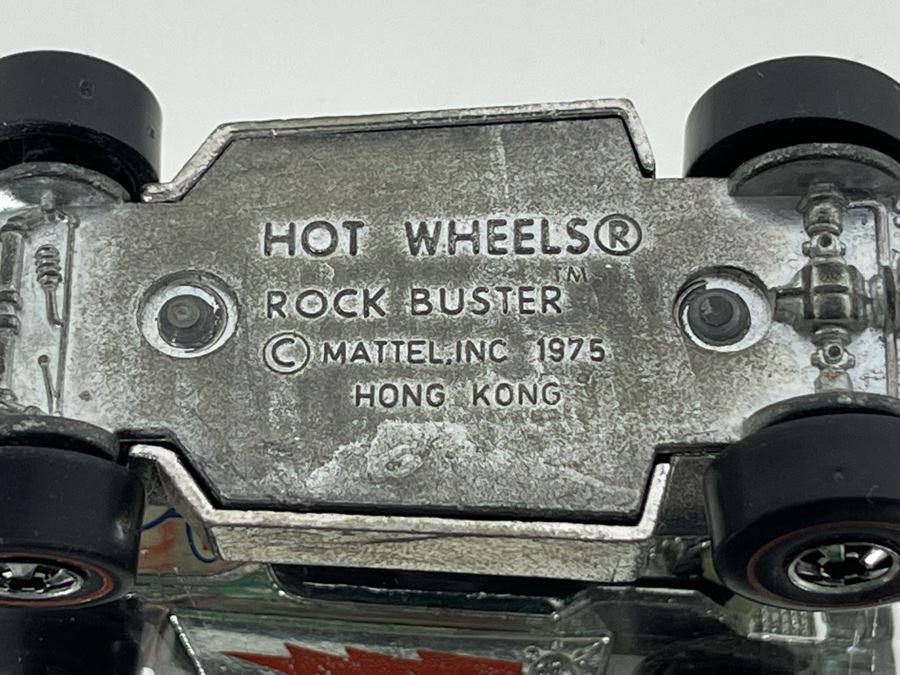 HOT WHEELS®
ROCK BUSTER™
© MATTEL,INC 1975
HONG KONG